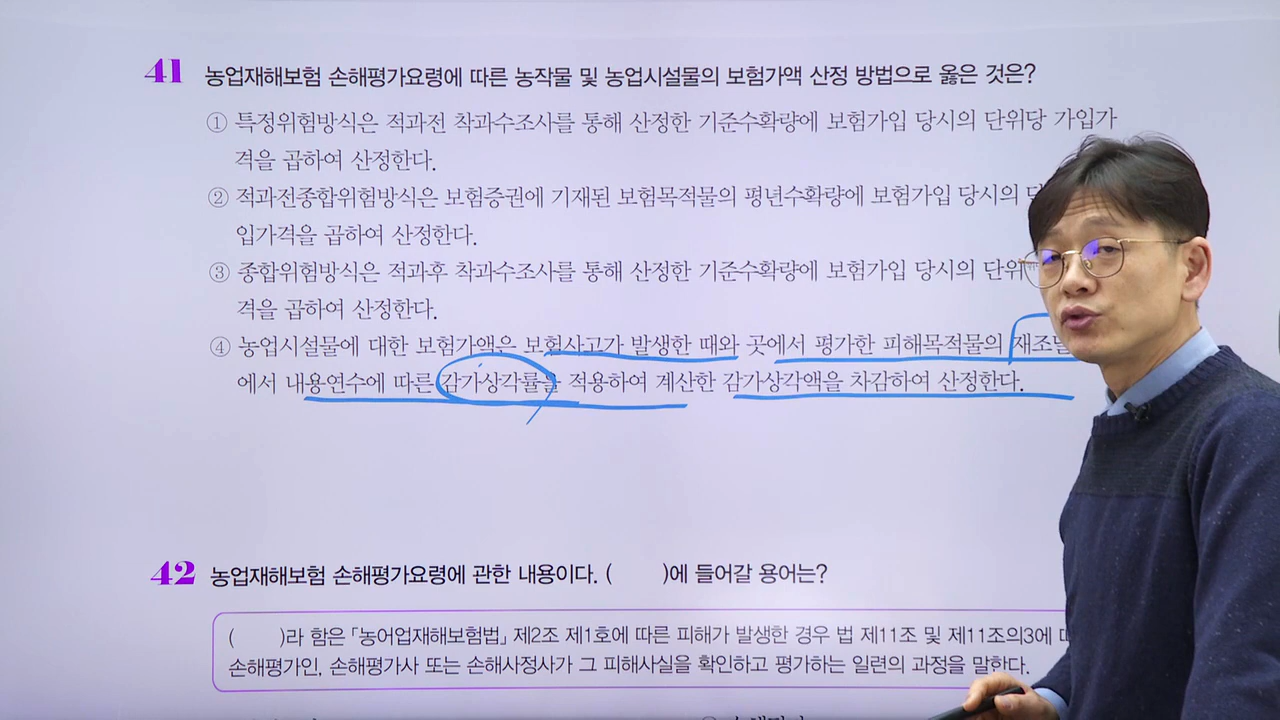 41 농업재해보험 손해평가요령에 따른 농작물 및 농업시설물의 보험가액 산정 방법으로 옳은 것은?
① 특정위험방식은 적과전 착과수조사를 통해 산정한 기준수확량에 보험가입 당시의 단위당 가입가
격을 곱하여 산정한다.
② 적과전종합위험방식은 보험증권에 기재된 보험목적물의 평년수확량에 보험가입 당시의
입가격을 곱하여 산정한다.
③ 종합위험방식은 적과후 착과수조사를 통해 산정한 기준수확량에 보험가입 당시의 단위
격을 곱하여 산정한다.
④ 농업시설물에 대한 보험가액은 보험사고가 발생한 때와 곳에서 평가한 피해목적물의
에서 내용연수에 따른 감가상각률을 적용하여 계산한 감가상각액을 차감하여 산정한다.
42 농업재해보험 손해평가요령에 관한 내용이다. ( )에 들어갈 용어는?
( )라 함은 「농어업재해보험법」 제2조 제1호에 따른 피해가 발생한 경우 법 제11조 및 제11조의3에
손해평가인, 손해평가사 또는 손해사정사가 그 피해사실을 확인하고 평가하는 일련의 과정을 말한다.